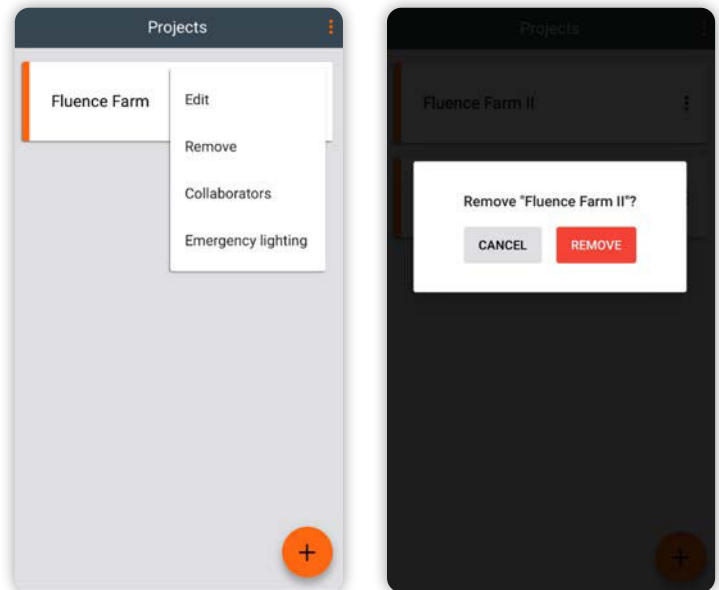 Projects
Fluence Farm
Edit
Remove
Collaborators
Emergency lighting
+
Projects
Fluence Farm II
Remove "Fluence Farm II"?
CANCEL
REMOVE
+